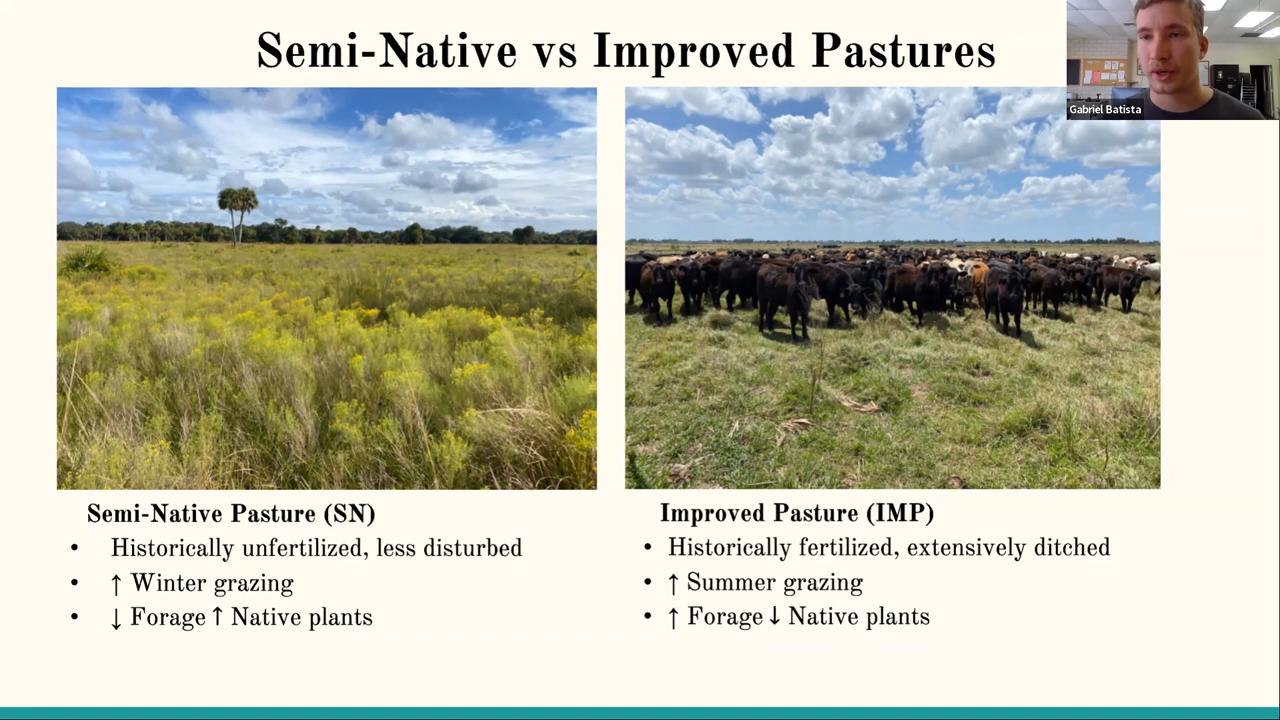 Semi-Native vs Improved Pastures
Gabriel Batista
Semi-Native Pasture (SN)
• Historically unfertilized, less disturbed
• ↑ Winter grazing
• ↓ Forage ↑ Native plants
Improved Pasture (IMP)
• Historically fertilized, extensively ditched
• ↑ Summer grazing
• ↑ Forage ↓ Native plants